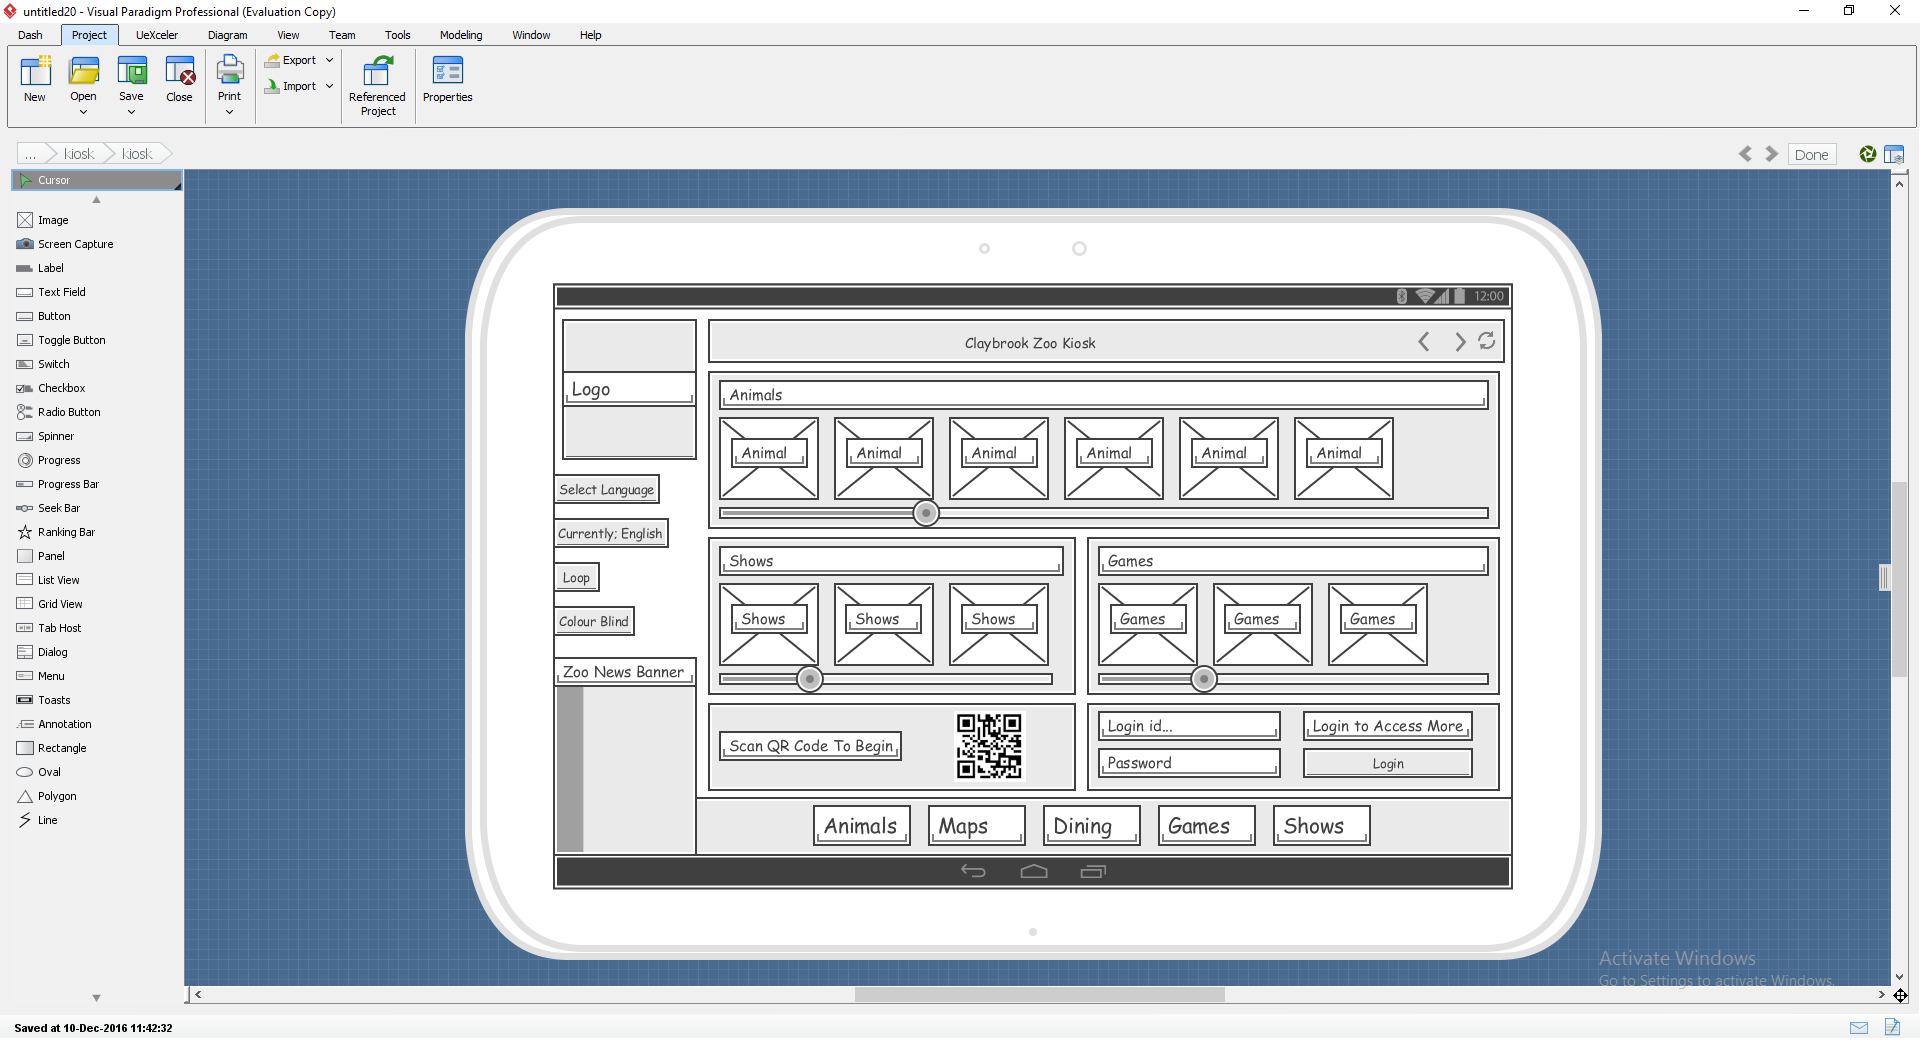 untitled20 - Visual Paradigm Professional (Evaluation Copy)
Dash Project UeXceler Diagram View Team Tools Modeling Window Help
New Open Save Close Print Export Import Referenced Project Properties
... kiosk kiosk Done
Cursor
Image
Screen Capture
Label
Text Field
Button
Toggle Button
Switch
Checkbox
Radio Button
Spinner
Progress
Progress Bar
Seek Bar
Ranking Bar
Panel
List View
Grid View
Tab Host
Dialog
Menu
Toasts
Annotation
Rectangle
Oval
Polygon
Line
12:00
Claybrook Zoo Kiosk
Logo
Select Language
Currently; English
Loop
Colour Blind
Zoo News Banner
Animals
Animal Animal Animal Animal Animal Animal
Shows
Shows Shows Shows
Games
Games Games Games
Scan QR Code To Begin
Login id... Login to Access More
Password Login
Animals Maps Dining Games Shows
Activate Windows
Go to Settings to activate Windows.
Saved at 10-Dec-2016 11:42:32